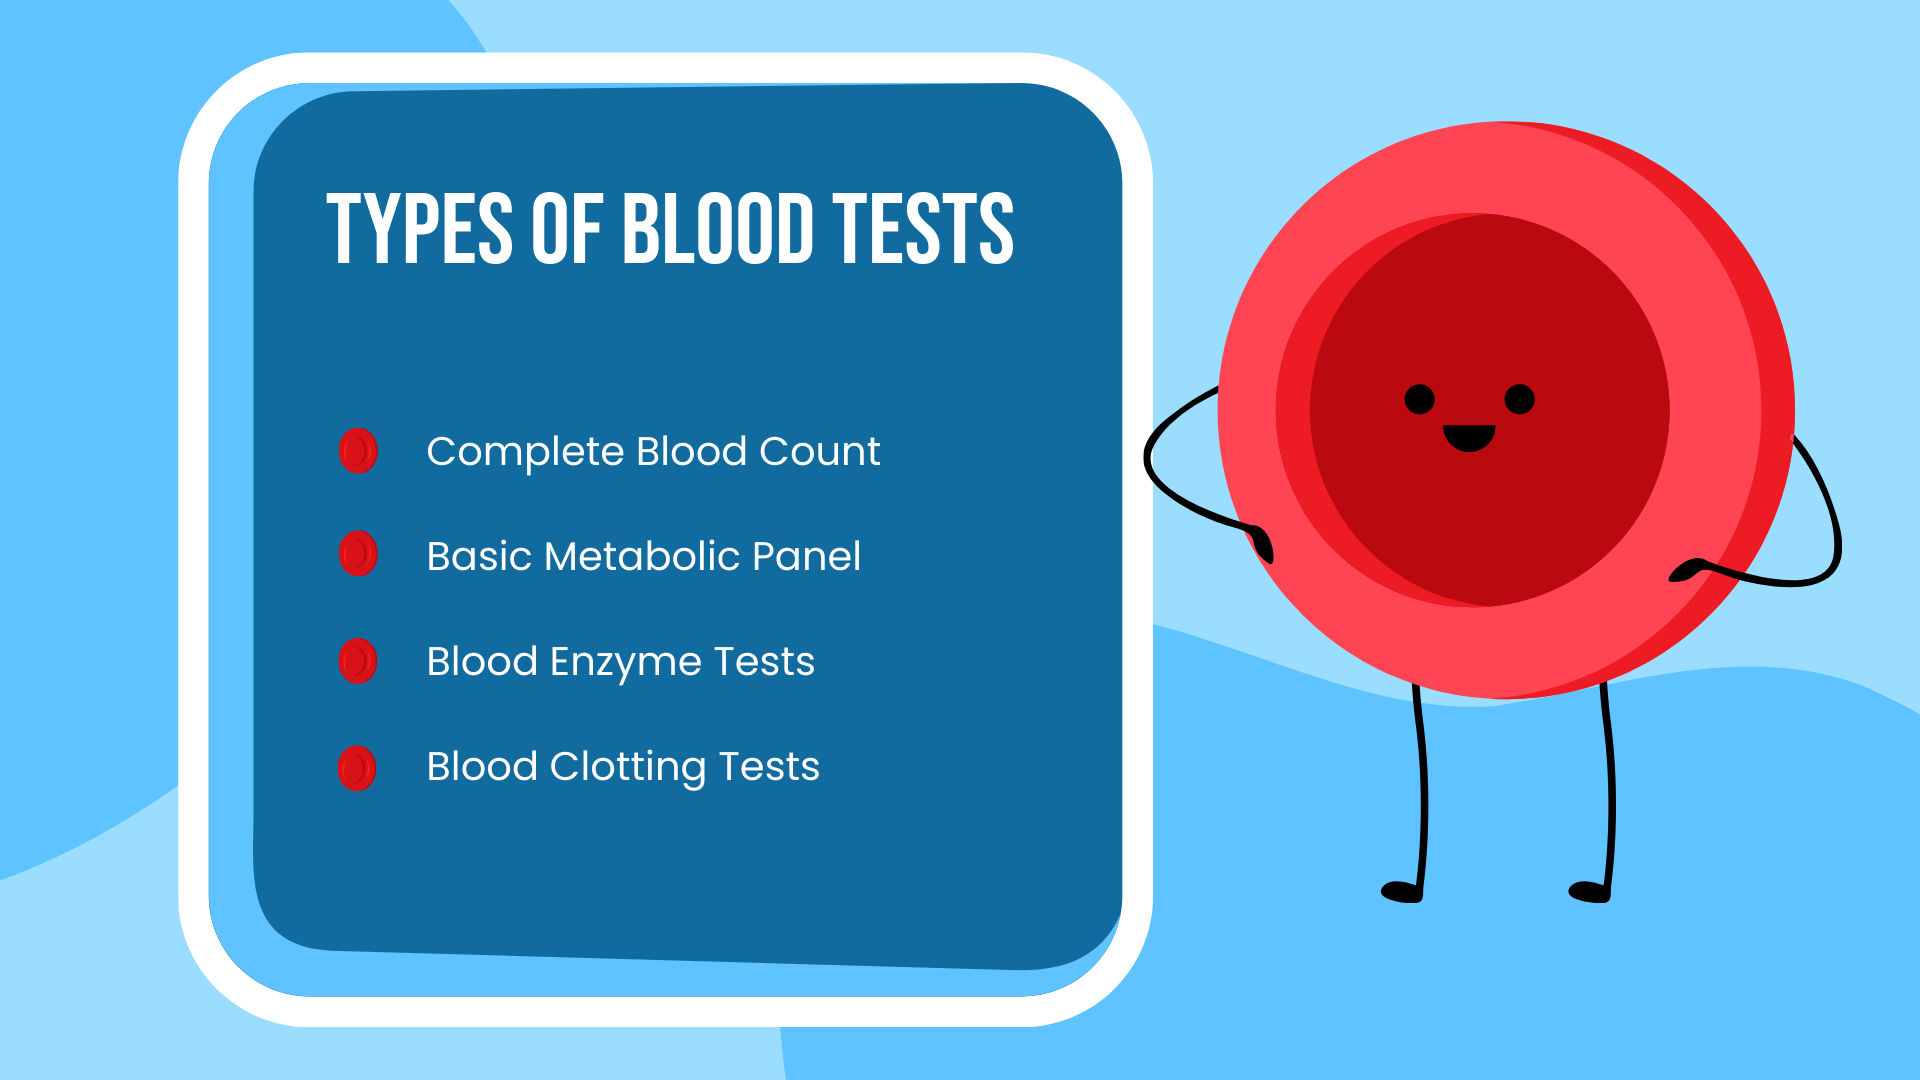 TYPES OF BLOOD TESTS
Complete Blood Count
Basic Metabolic Panel
Blood Enzyme Tests
Blood Clotting Tests